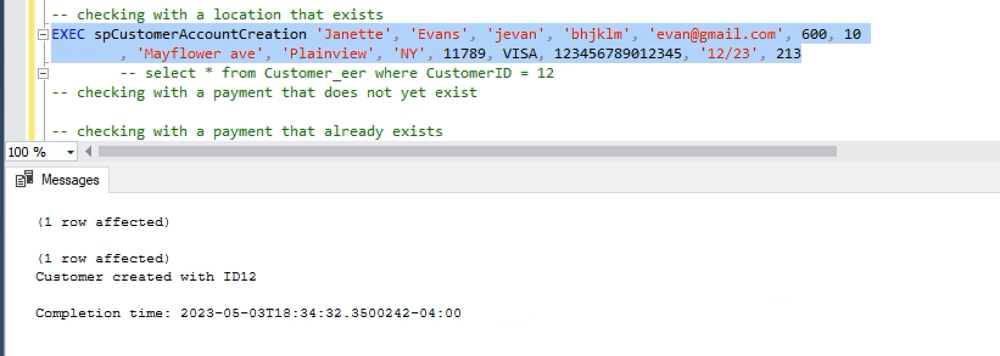 -- checking with a location that exists
EXEC spCustomerAccountCreation 'Janette', 'Evans', 'jevan', 'bhjklm', 'evan@gmail.com', 600, 10
, 'Mayflower ave', 'Plainview', 'NY', 11789, VISA, 123456789012345, '12/23', 213
-- select * from Customer_eer where CustomerID = 12
-- checking with a payment that does not yet exist
-- checking with a payment that already exists
100 %
Messages
(1 row affected)
(1 row affected)
Customer created with ID12
Completion time: 2023-05-03T18:34:32.3500242-04:00